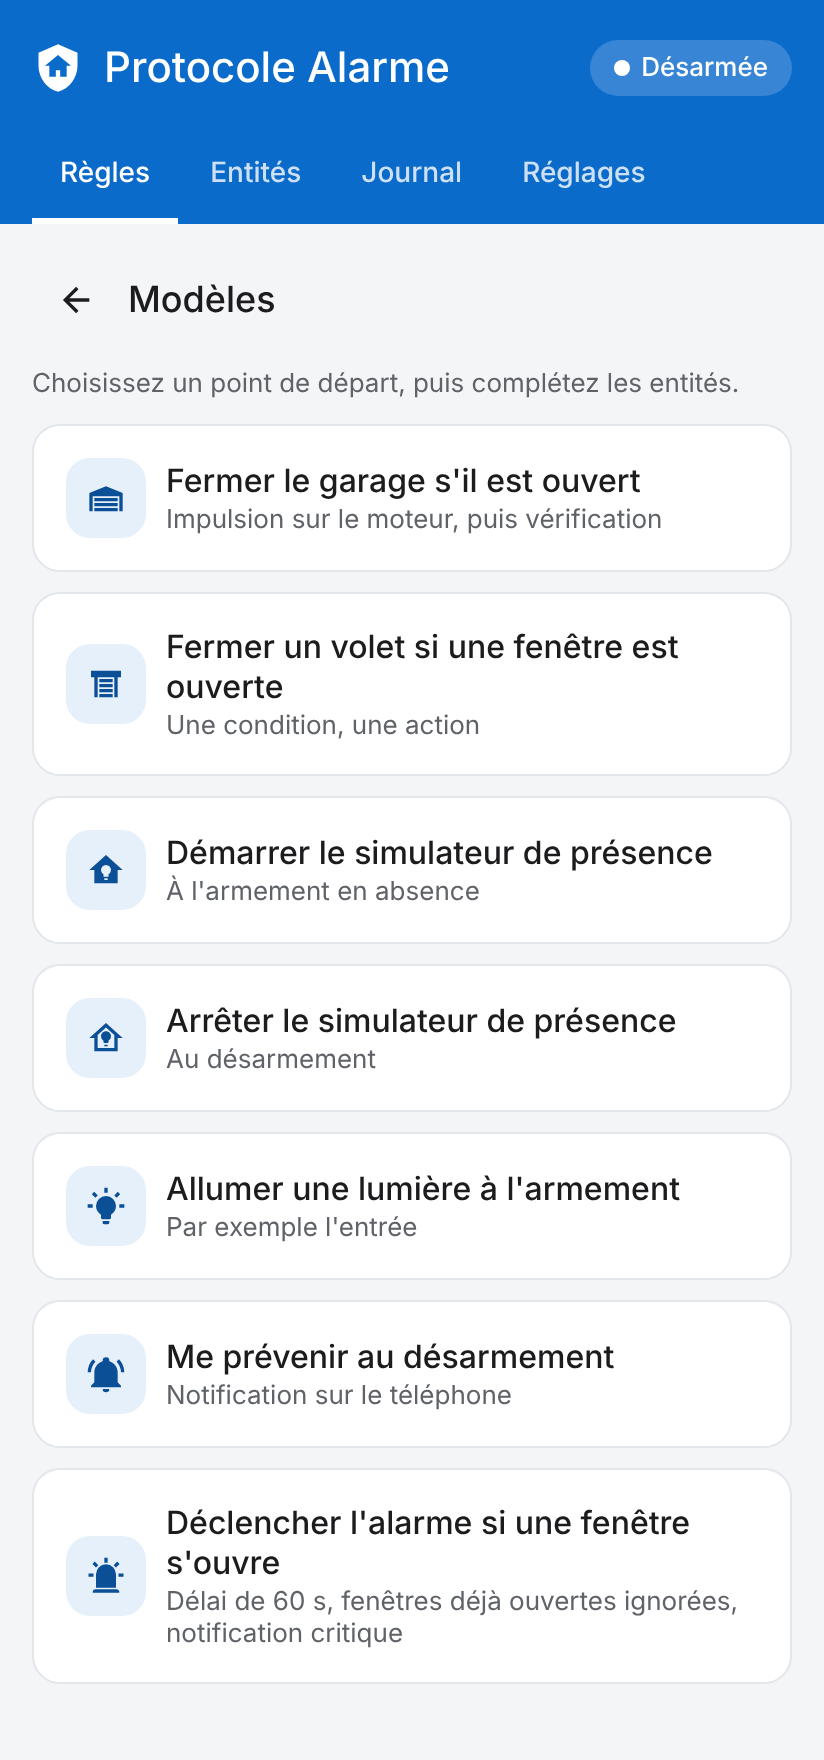 Protocole Alarme
Désarmée
Règles
Entités
Journal
Réglages
Modèles
Choisissez un point de départ, puis complétez les entités.
Fermer le garage s'il est ouvert
Impulsion sur le moteur, puis vérification
Fermer un volet si une fenêtre est
ouverte
Une condition, une action
Démarrer le simulateur de présence
À l'armement en absence
Arrêter le simulateur de présence
Au désarmement
Allumer une lumière à l'armement
Par exemple l'entrée
Me prévenir au désarmement
Notification sur le téléphone
Déclencher l'alarme si une fenêtre
s'ouvre
Délai de 60 s, fenêtres déjà ouvertes ignorées,
notification critique